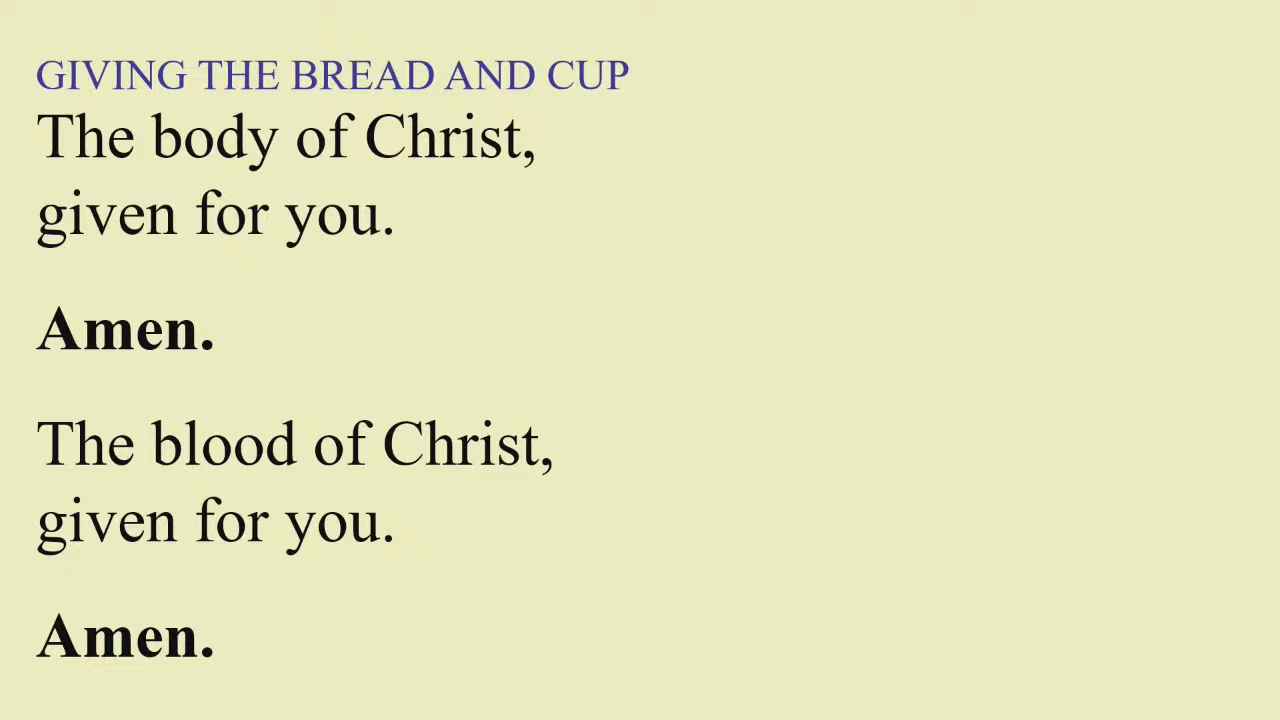 GIVING THE BREAD AND CUP
The body of Christ,
given for you.
Amen.
The blood of Christ,
given for you.
Amen.